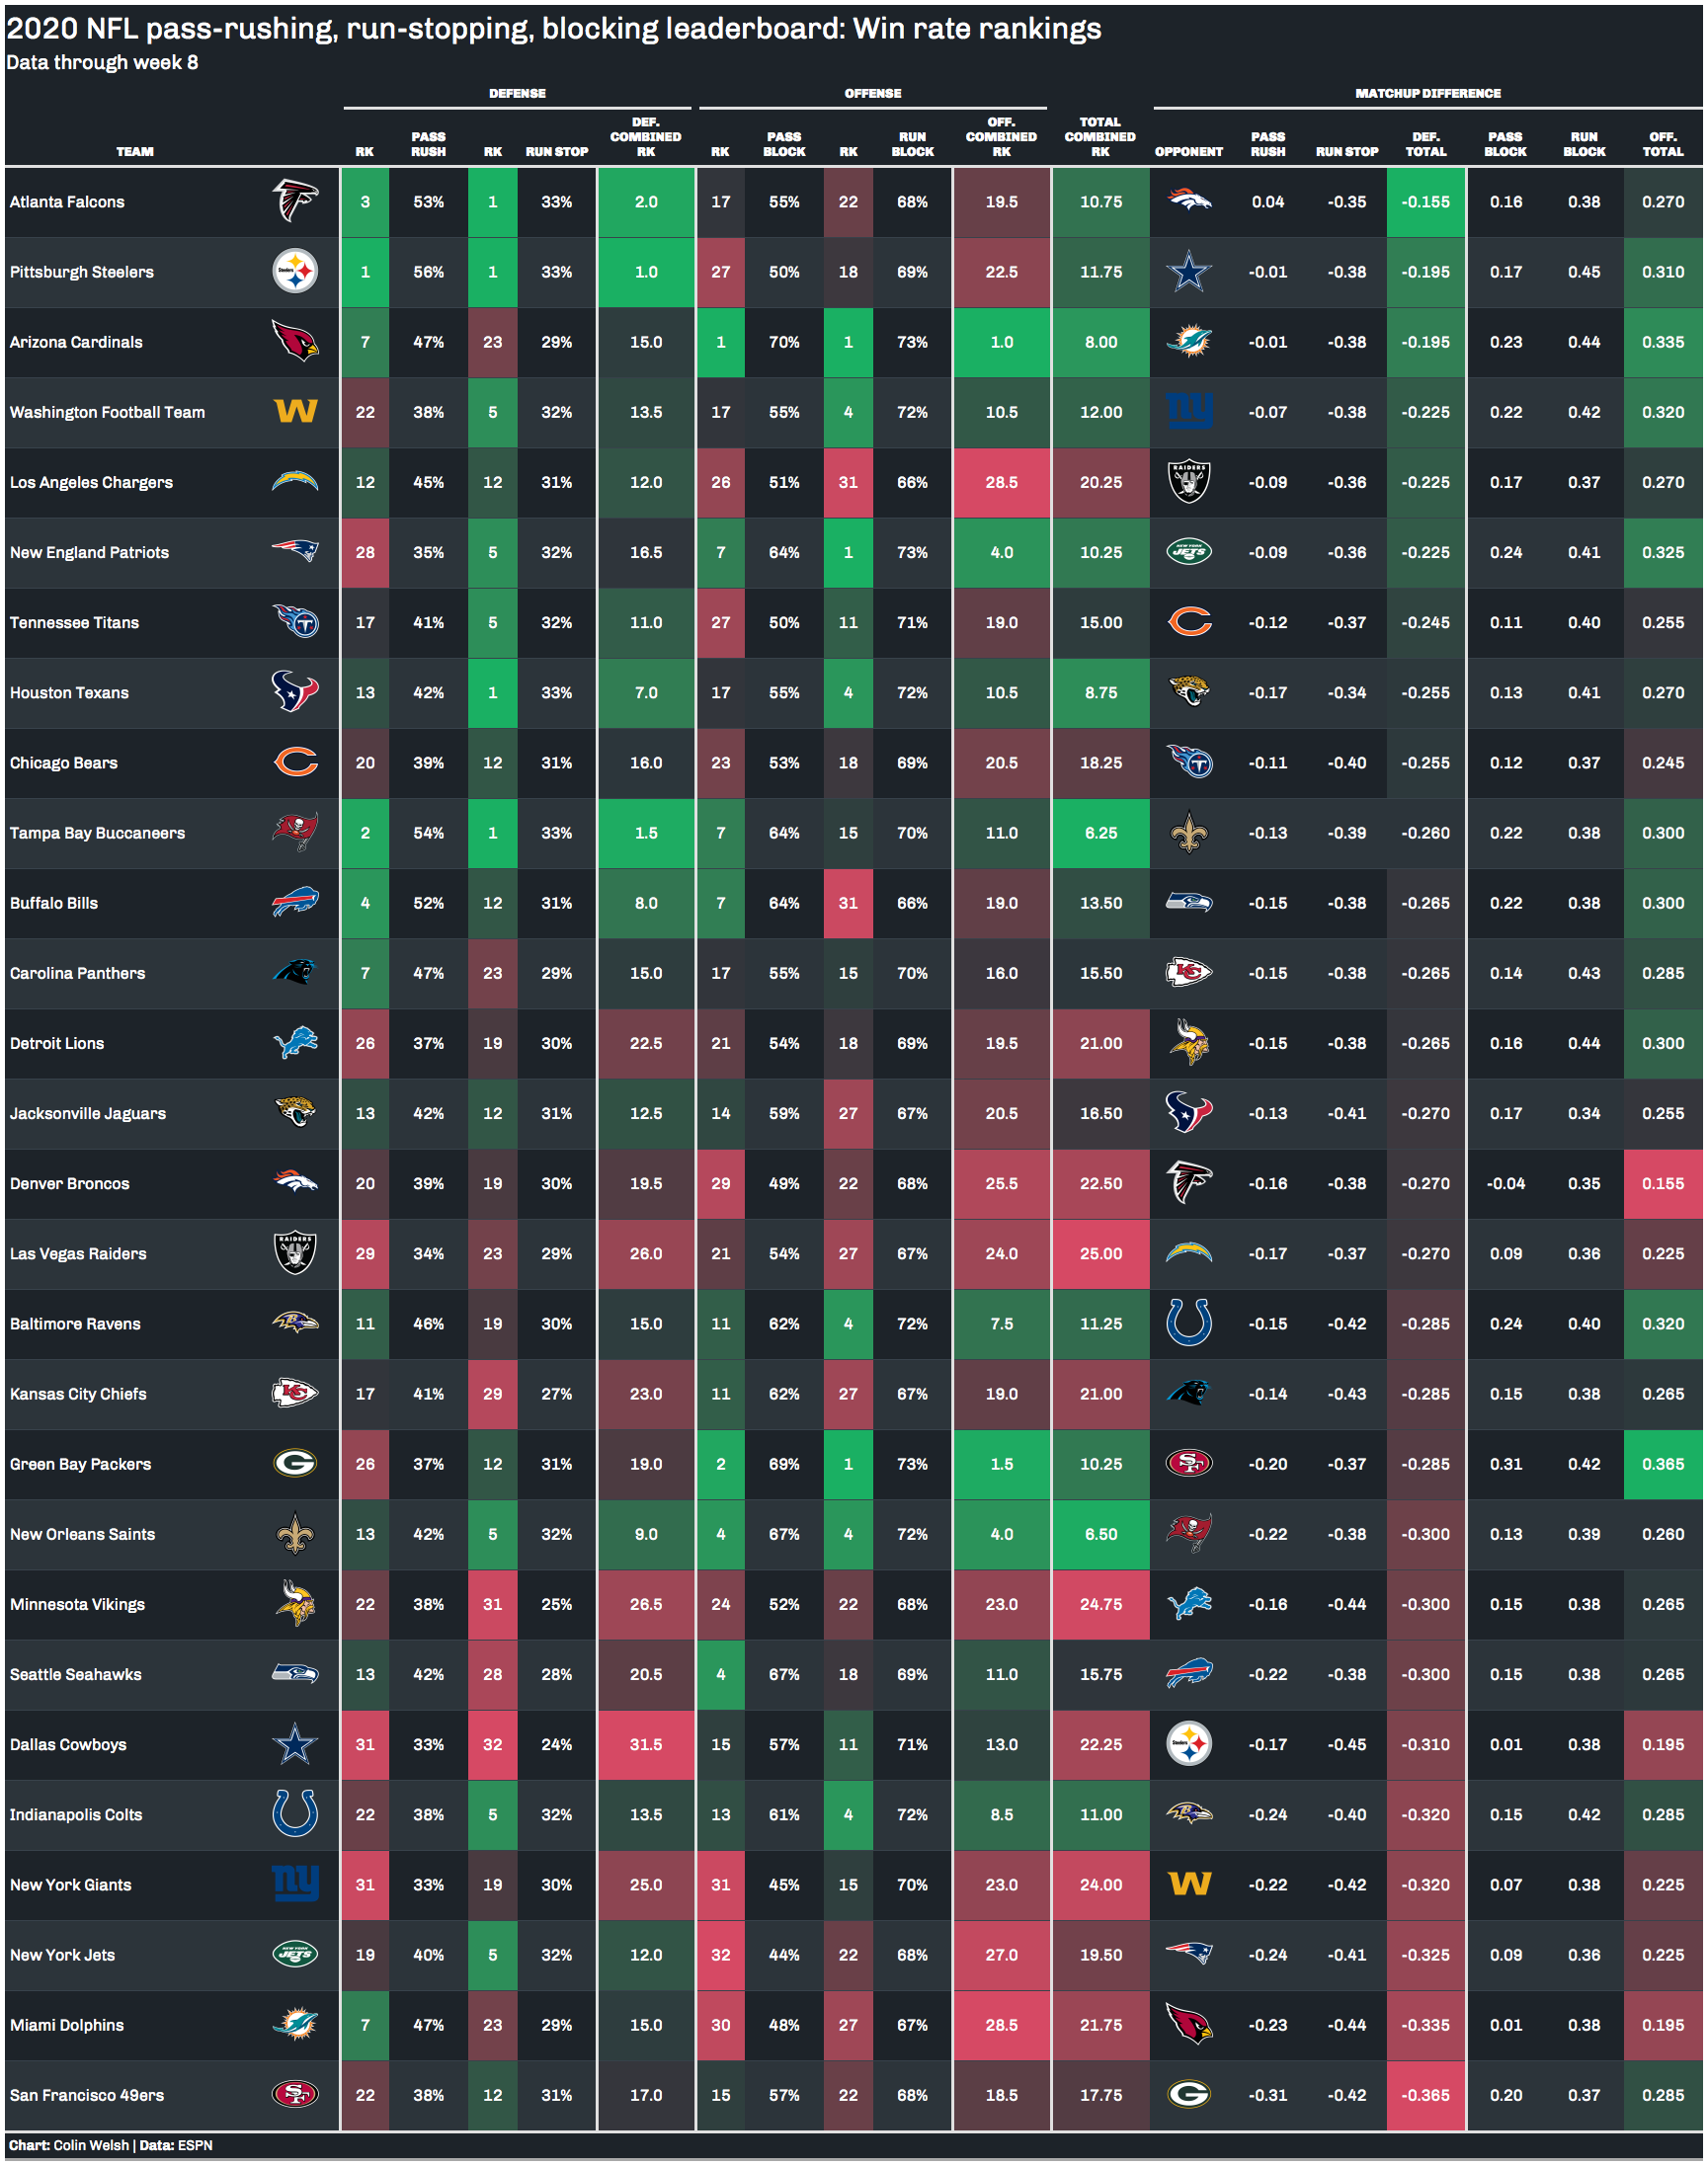 2020 NFL pass-rushing, run-stopping, blocking leaderboard: Win rate rankings
Data through week 8
DEFENSE OFFENSE MATCHUP DIFFERENCE
TEAM RK PASS RUSH RK RUN STOP DEF. COMBINED RK RK PASS BLOCK RK RUN BLOCK OFF. COMBINED RK TOTAL COMBINED RK OPPONENT PASS RUSH RUN STOP DEF. TOTAL PASS BLOCK RUN BLOCK OFF. TOTAL
Atlanta Falcons 3 53% 1 33% 2.0 17 55% 22 68% 19.5 10.75 0.04 -0.35 -0.155 0.16 0.38 0.270
Pittsburgh Steelers Steelers 1 56% 1 33% 1.0 27 50% 18 69% 22.5 11.75 -0.01 -0.38 -0.195 0.17 0.45 0.310
Arizona Cardinals 7 47% 23 29% 15.0 1 70% 1 73% 1.0 8.00 -0.01 -0.38 -0.195 0.23 0.44 0.335
Washington Football Team W 22 38% 5 32% 13.5 17 55% 4 72% 10.5 12.00 ny -0.07 -0.38 -0.225 0.22 0.42 0.320
Los Angeles Chargers 12 45% 12 31% 12.0 26 51% 31 66% 28.5 20.25 RAIDERS -0.09 -0.36 -0.225 0.17 0.37 0.270
New England Patriots 28 35% 5 32% 16.5 7 64% 1 73% 4.0 10.25 NEW YORK JETS -0.09 -0.36 -0.225 0.24 0.41 0.325
Tennessee Titans T 17 41% 5 32% 11.0 27 50% 11 71% 19.0 15.00 C -0.12 -0.37 -0.245 0.11 0.40 0.255
Houston Texans 13 42% 1 33% 7.0 17 55% 4 72% 10.5 8.75 -0.17 -0.34 -0.255 0.13 0.41 0.270
Chicago Bears C 20 39% 12 31% 16.0 23 53% 18 69% 20.5 18.25 T -0.11 -0.40 -0.255 0.12 0.37 0.245
Tampa Bay Buccaneers 2 54% 1 33% 1.5 7 64% 15 70% 11.0 6.25 -0.13 -0.39 -0.260 0.22 0.38 0.300
Buffalo Bills 4 52% 12 31% 8.0 7 64% 31 66% 19.0 13.50 -0.15 -0.38 -0.265 0.22 0.38 0.300
Carolina Panthers 7 47% 23 29% 15.0 17 55% 15 70% 16.0 15.50 KC -0.15 -0.38 -0.265 0.14 0.43 0.285
Detroit Lions 26 37% 19 30% 22.5 21 54% 18 69% 19.5 21.00 -0.15 -0.38 -0.265 0.16 0.44 0.300
Jacksonville Jaguars 13 42% 12 31% 12.5 14 59% 27 67% 20.5 16.50 -0.13 -0.41 -0.270 0.17 0.34 0.255
Denver Broncos 20 39% 19 30% 19.5 29 49% 22 68% 25.5 22.50 -0.16 -0.38 -0.270 -0.04 0.35 0.155
Las Vegas Raiders RAIDERS 29 34% 23 29% 26.0 21 54% 27 67% 24.0 25.00 -0.17 -0.37 -0.270 0.09 0.36 0.225
Baltimore Ravens 11 46% 19 30% 15.0 11 62% 4 72% 7.5 11.25 -0.15 -0.42 -0.285 0.24 0.40 0.320
Kansas City Chiefs KC 17 41% 29 27% 23.0 11 62% 27 67% 19.0 21.00 -0.14 -0.43 -0.285 0.15 0.38 0.265
Green Bay Packers G 26 37% 12 31% 19.0 2 69% 1 73% 1.5 10.25 SF -0.20 -0.37 -0.285 0.31 0.42 0.365
New Orleans Saints 13 42% 5 32% 9.0 4 67% 4 72% 4.0 6.50 -0.22 -0.38 -0.300 0.13 0.39 0.260
Minnesota Vikings 22 38% 31 25% 26.5 24 52% 22 68% 23.0 24.75 -0.16 -0.44 -0.300 0.15 0.38 0.265
Seattle Seahawks 13 42% 28 28% 20.5 4 67% 18 69% 11.0 15.75 -0.22 -0.38 -0.300 0.15 0.38 0.265
Dallas Cowboys 31 33% 32 24% 31.5 15 57% 11 71% 13.0 22.25 Steelers -0.17 -0.45 -0.310 0.01 0.38 0.195
Indianapolis Colts 22 38% 5 32% 13.5 13 61% 4 72% 8.5 11.00 -0.24 -0.40 -0.320 0.15 0.42 0.285
New York Giants ny 31 33% 19 30% 25.0 31 45% 15 70% 23.0 24.00 W -0.22 -0.42 -0.320 0.07 0.38 0.225
New York Jets NEW YORK JETS 19 40% 5 32% 12.0 32 44% 22 68% 27.0 19.50 -0.24 -0.41 -0.325 0.09 0.36 0.225
Miami Dolphins 7 47% 23 29% 15.0 30 48% 27 67% 28.5 21.75 -0.23 -0.44 -0.335 0.01 0.38 0.195
San Francisco 49ers SF 22 38% 12 31% 17.0 15 57% 22 68% 18.5 17.75 G -0.31 -0.42 -0.365 0.20 0.37 0.285
Chart: Colin Welsh | Data: ESPN